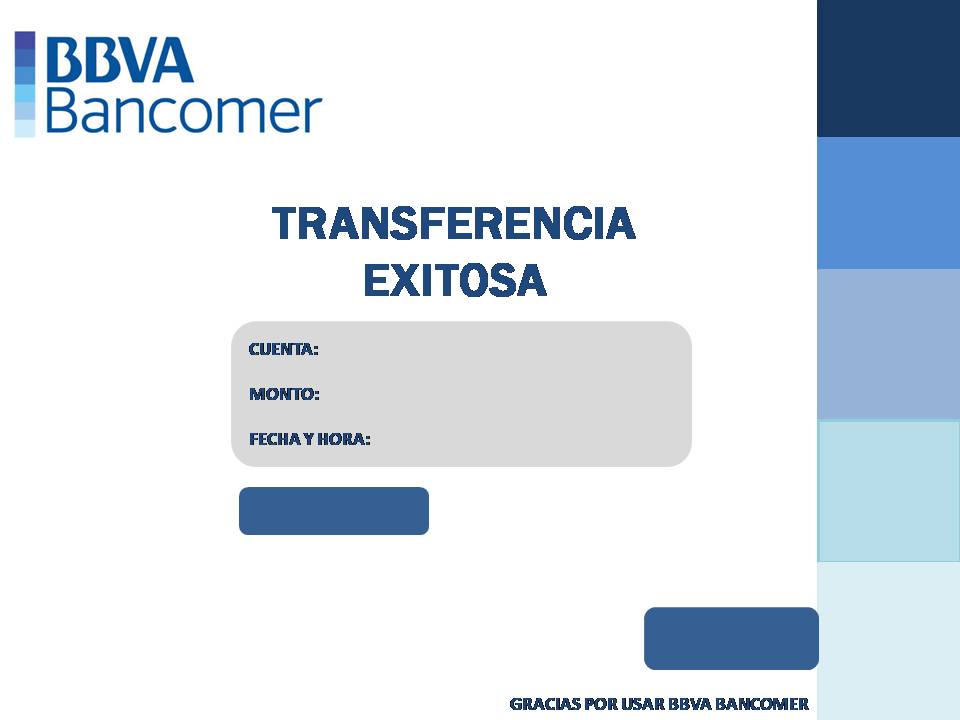 BBVA
Bancomer
TRANSFERENCIA
EXITOSA
CUENTA:
MONTO:
FECHA Y HORA:
GRACIAS POR USAR BBVA BANCOMER